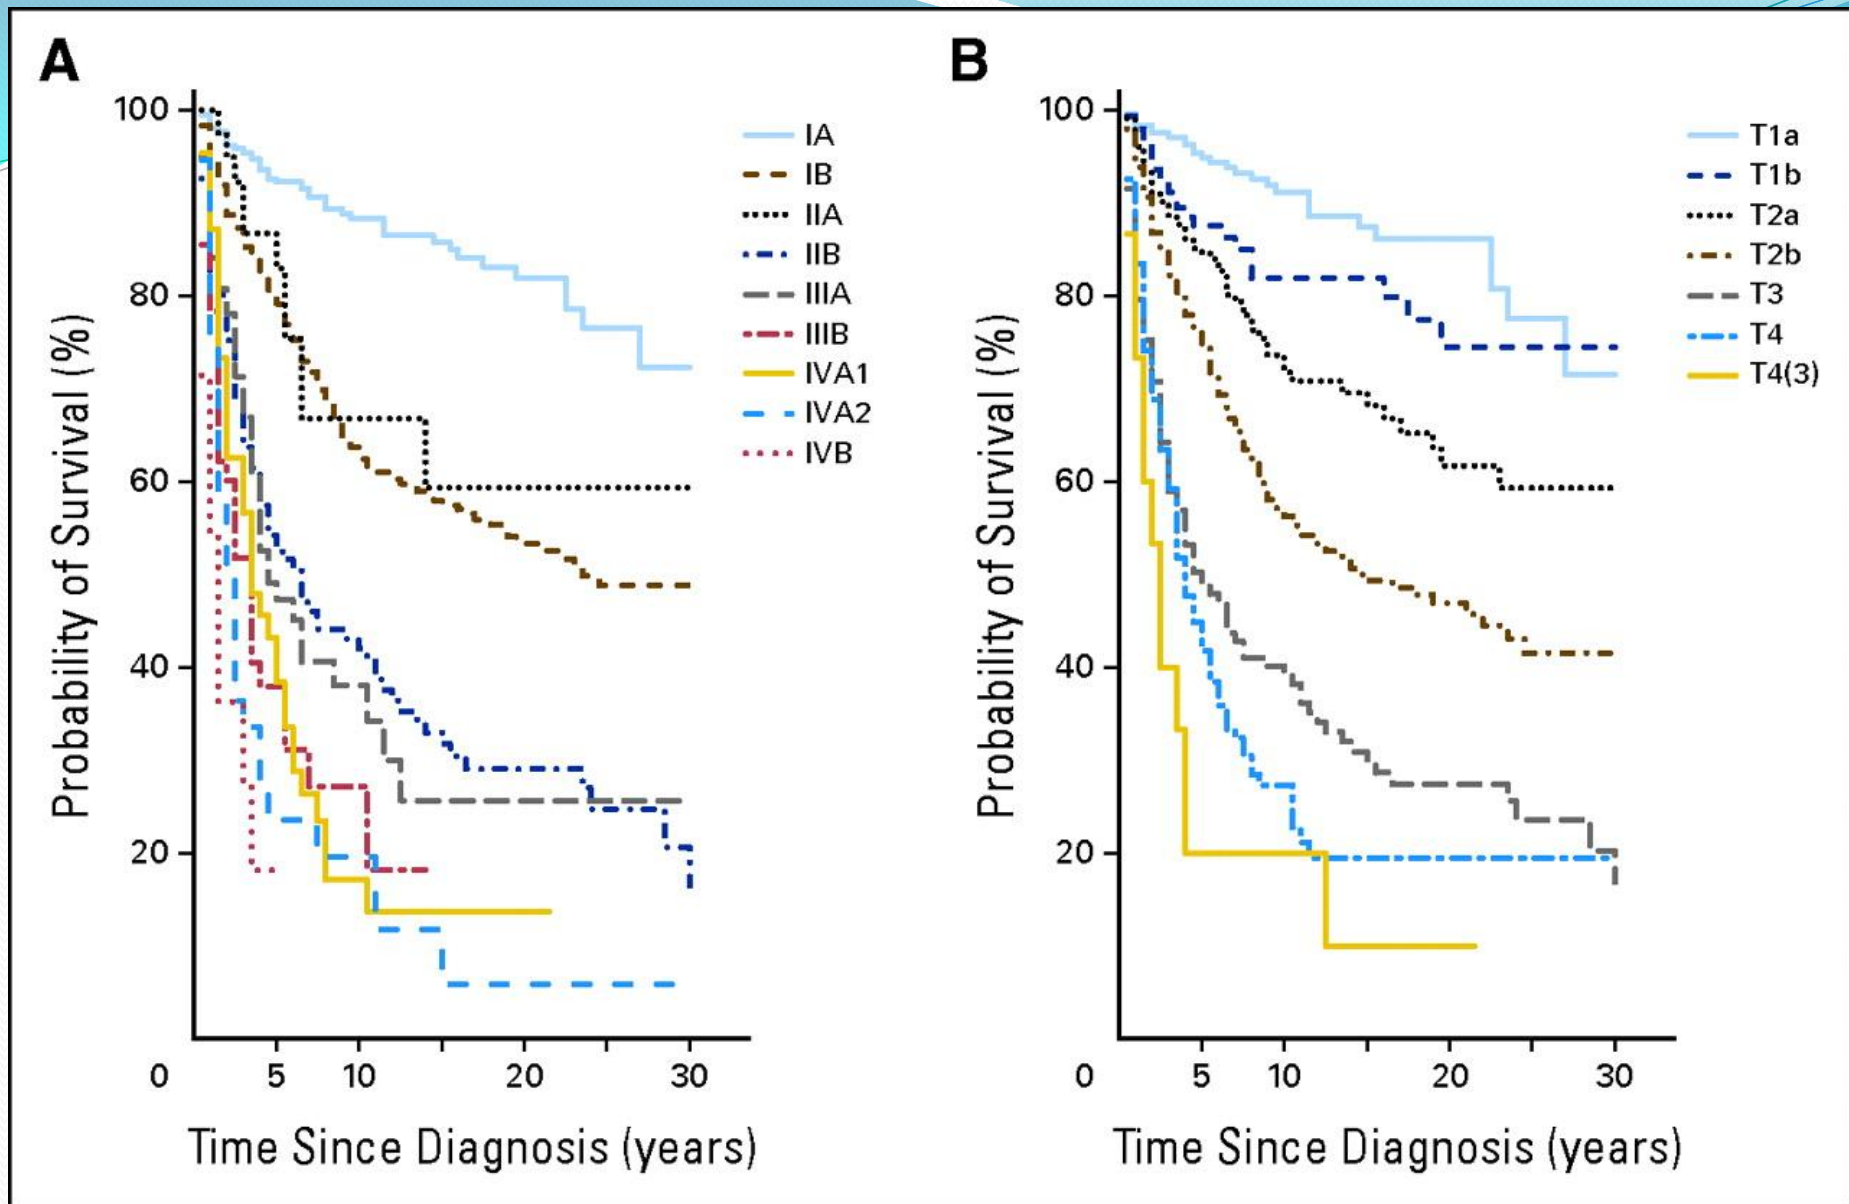 A
Probability of Survival (%)
100
80
60
40
20
0
5
10
20
30
Time Since Diagnosis (years)
IA
IB
IIA
IIB
IIIA
IIIB
IVA1
IVA2
IVB
B
Probability of Survival (%)
100
80
60
40
20
0
5
10
20
30
Time Since Diagnosis (years)
T1a
T1b
T2a
T2b
T3
T4
T4(3)